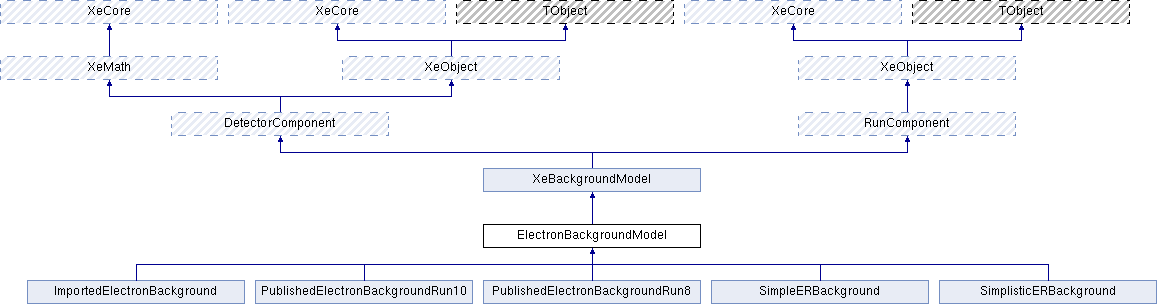 XeCore
XeCore
TObject
XeCore
TObject
XeMath
XeObject
XeObject
DetectorComponent
RunComponent
XeBackgroundModel
ElectronBackgroundModel
ImportedElectronBackground
PublishedElectronBackgroundRun10
PublishedElectronBackgroundRun8
SimpleERBackground
SimplisticERBackground